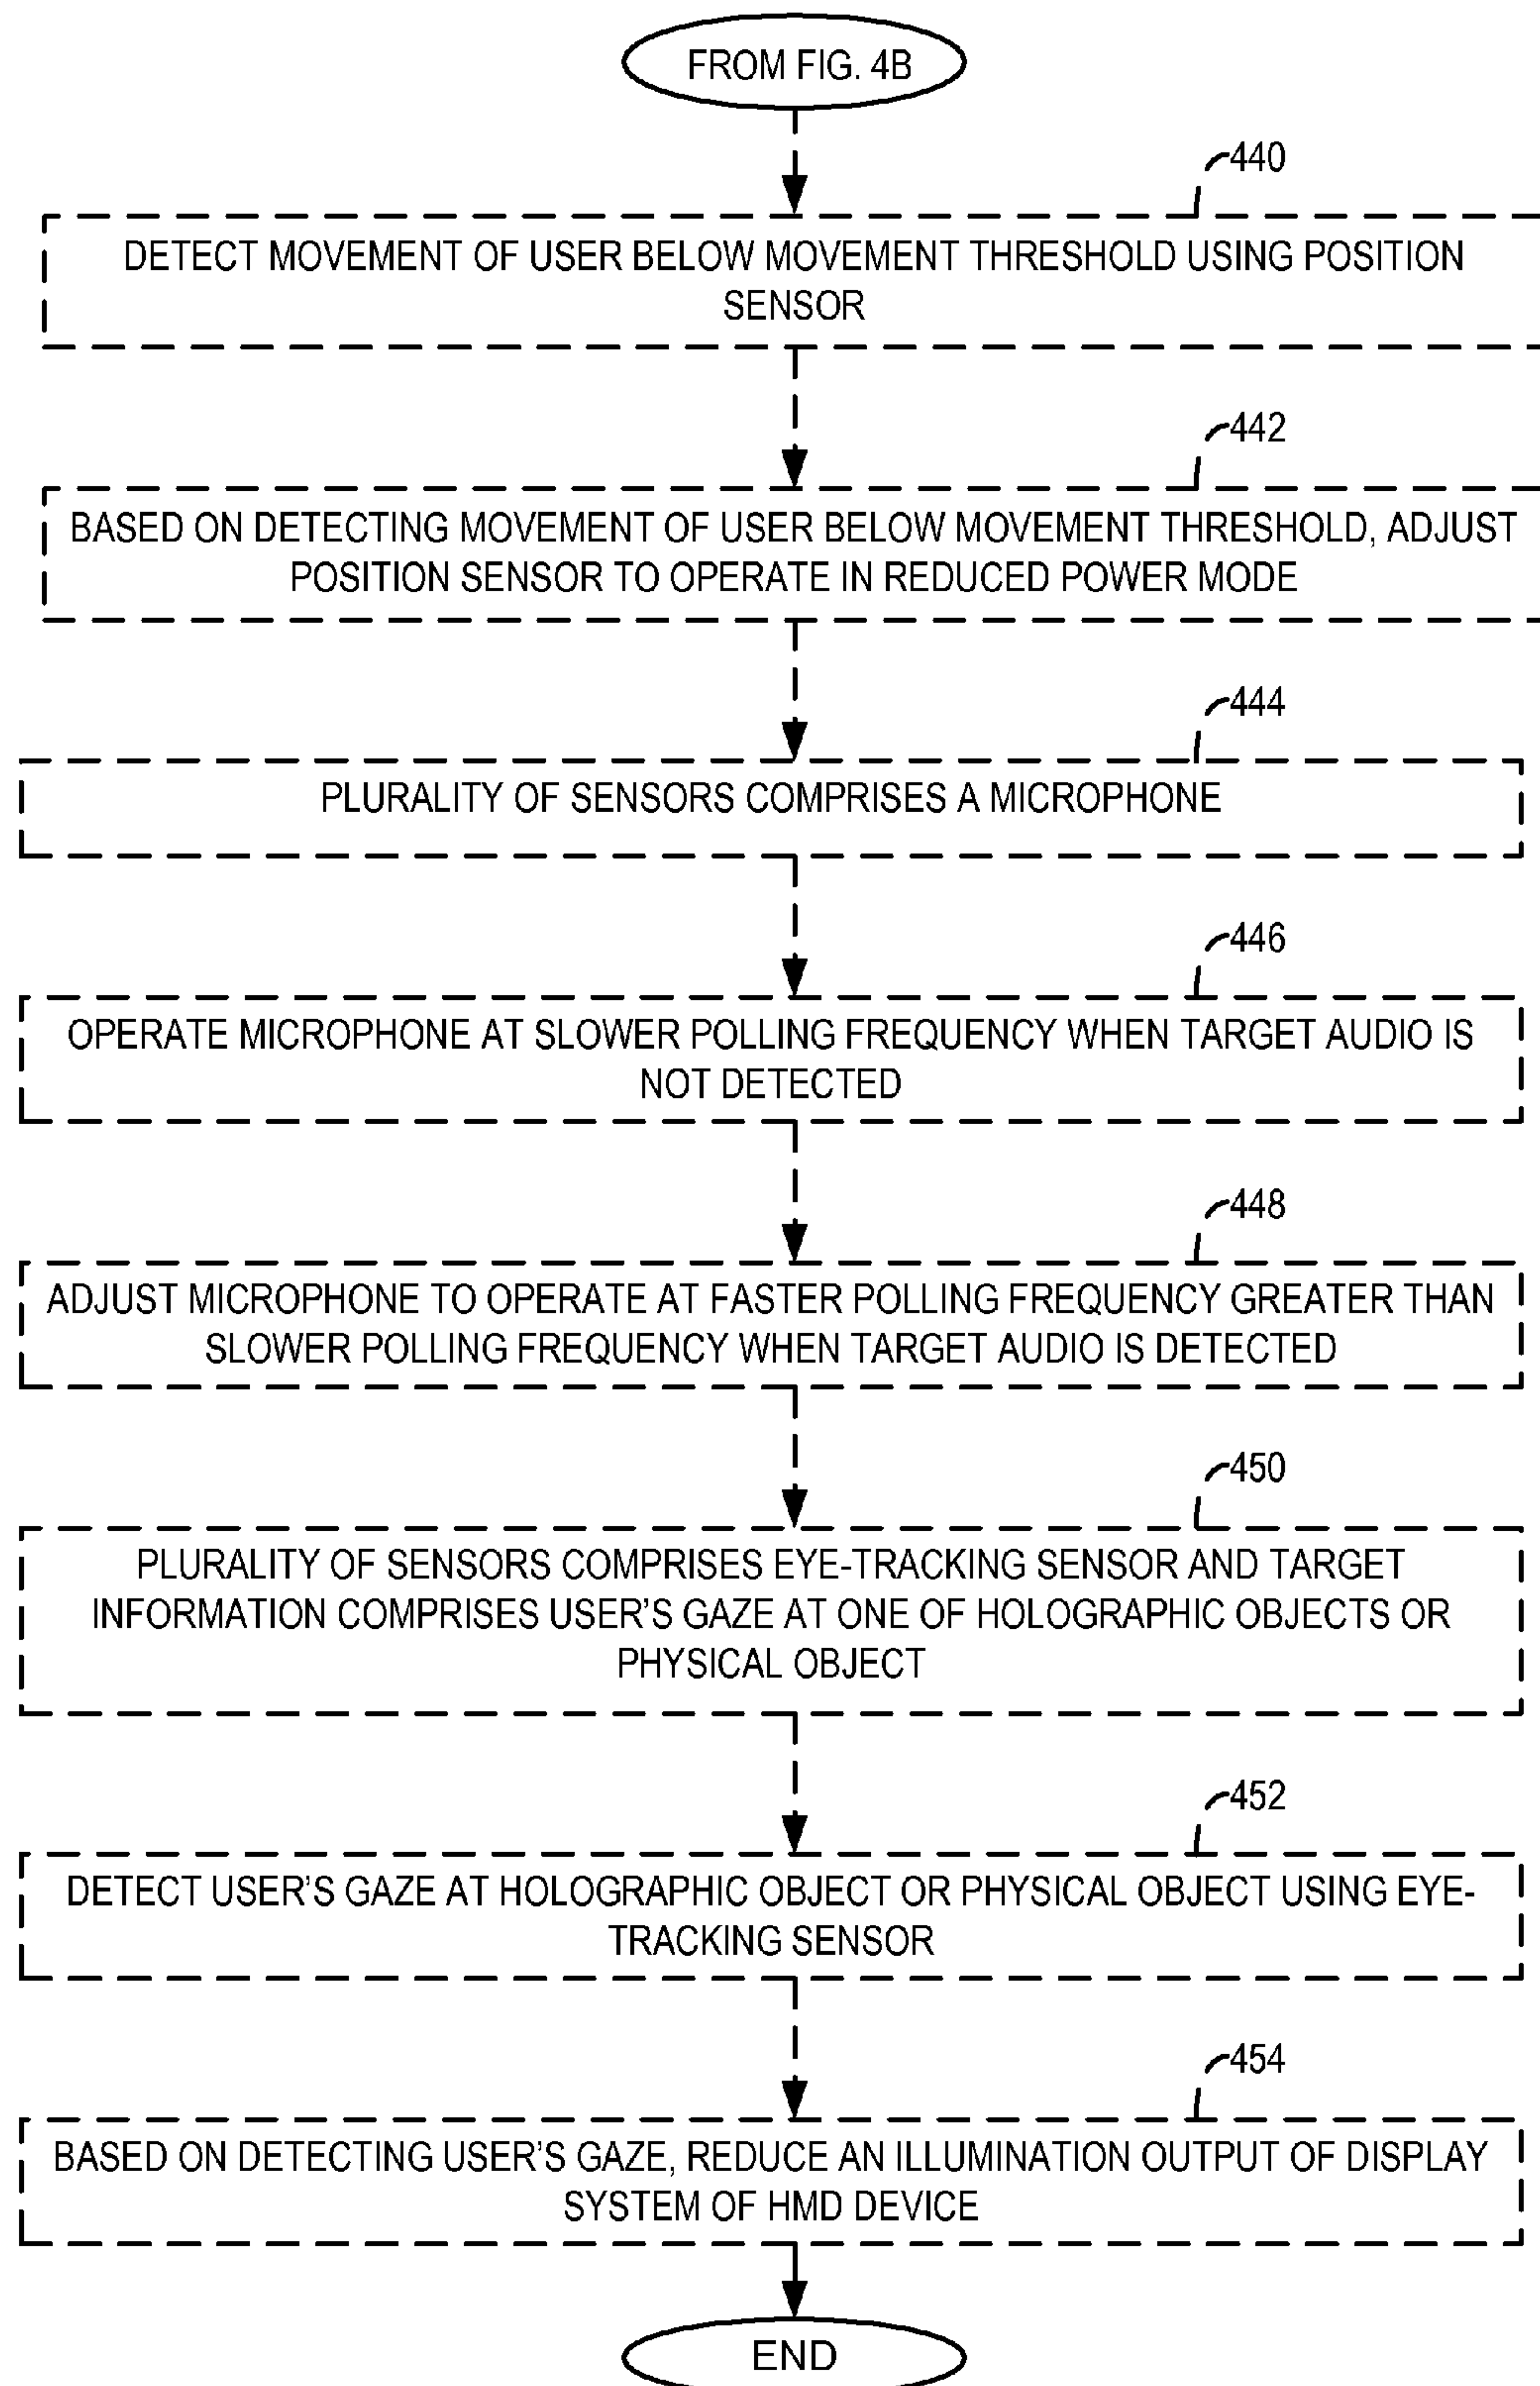 FROM FIG. 4B
440
DETECT MOVEMENT OF USER BELOW MOVEMENT THRESHOLD USING POSITION
SENSOR
442
BASED ON DETECTING MOVEMENT OF USER BELOW MOVEMENT THRESHOLD, ADJUST
POSITION SENSOR TO OPERATE IN REDUCED POWER MODE
444
PLURALITY OF SENSORS COMPRISES A MICROPHONE
446
OPERATE MICROPHONE AT SLOWER POLLING FREQUENCY WHEN TARGET AUDIO IS
NOT DETECTED
448
ADJUST MICROPHONE TO OPERATE AT FASTER POLLING FREQUENCY GREATER THAN
SLOWER POLLING FREQUENCY WHEN TARGET AUDIO IS DETECTED
450
PLURALITY OF SENSORS COMPRISES EYE-TRACKING SENSOR AND TARGET
INFORMATION COMPRISES USER'S GAZE AT ONE OF HOLOGRAPHIC OBJECTS OR
PHYSICAL OBJECT
452
DETECT USER'S GAZE AT HOLOGRAPHIC OBJECT OR PHYSICAL OBJECT USING EYE-
TRACKING SENSOR
454
BASED ON DETECTING USER'S GAZE, REDUCE AN ILLUMINATION OUTPUT OF DISPLAY
SYSTEM OF HMD DEVICE
END